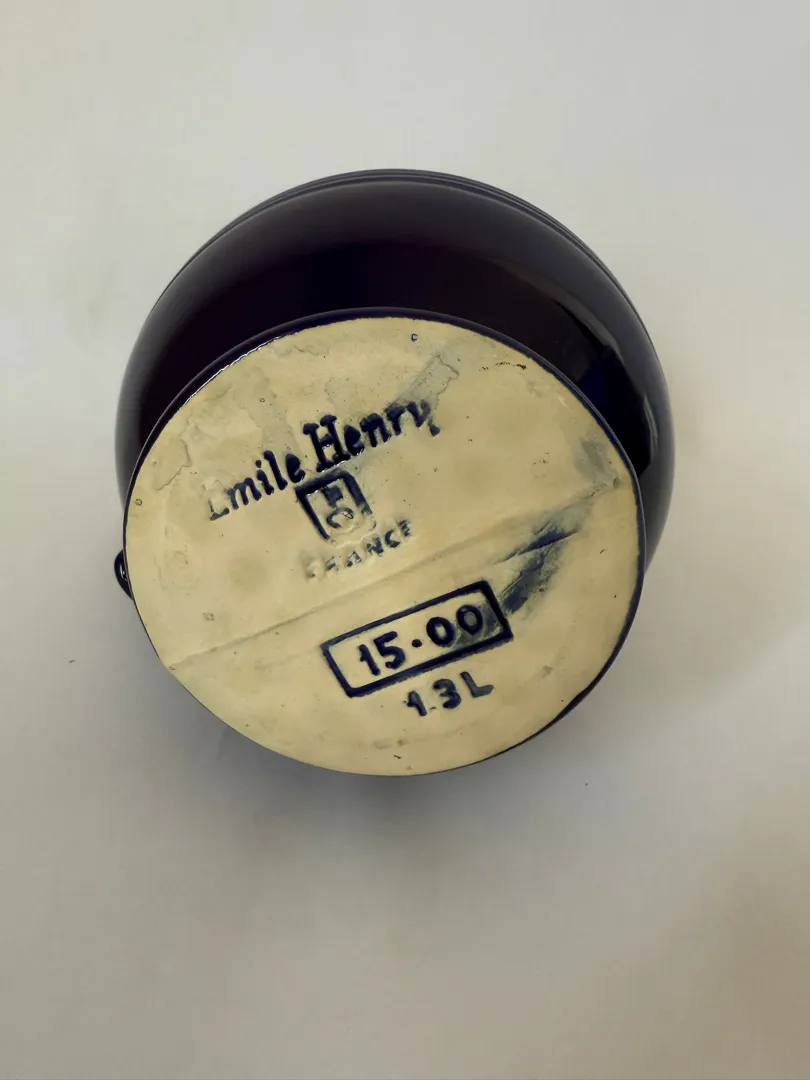 Emile Henry
FRANCE
15·00
1.3L